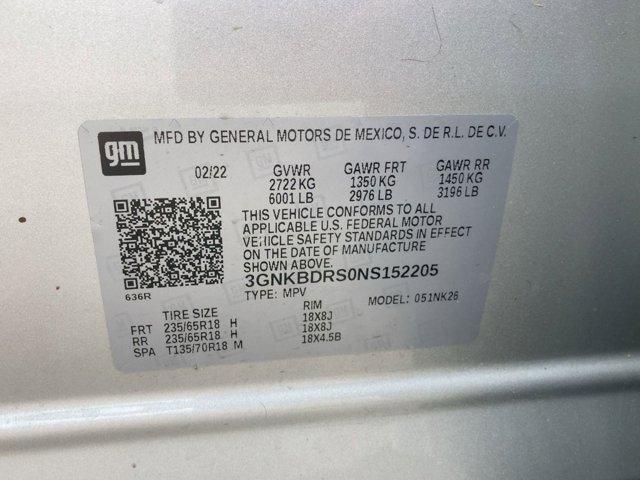 gm
MFD BY GENERAL MOTORS DE MEXICO, S. DE R.L. DE C.V.
02/22 GVWR GAWR FRT GAWR RR
2722 KG 1350 KG 1450 KG
6001 LB 2976 LB 3196 LB
THIS VEHICLE CONFORMS TO ALL
APPLICABLE U.S. FEDERAL MOTOR
VEHICLE SAFETY STANDARDS IN EFFECT
ON THE DATE OF MANUFACTURE
SHOWN ABOVE.
3GNKBDRS0NS152205
636R
TYPE: MPV MODEL: 051NK26
TIRE SIZE RIM
FRT 235/65R18 H 18X8J
RR 235/65R18 H 18X8J
SPA T135/70R18 M 18X4.5B